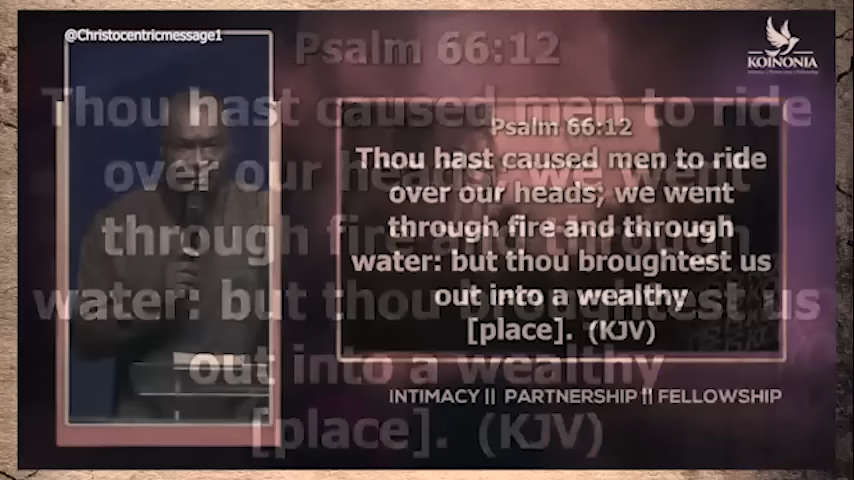 @Christocentricmessage1
Psalm 66:12
Thou hast caused men to ride
over our heads; we went
through fire and through
water: but thou broughtest us
out into a wealthy
[place]. (KJV)
KOINONIA
Psalm 66:12
Thou hast caused men to ride
over our heads; we went
through fire and through
water: but thou broughtest us
out into a wealthy
[place]. (KJV)
INTIMACY || PARTNERSHIP || FELLOWSHIP